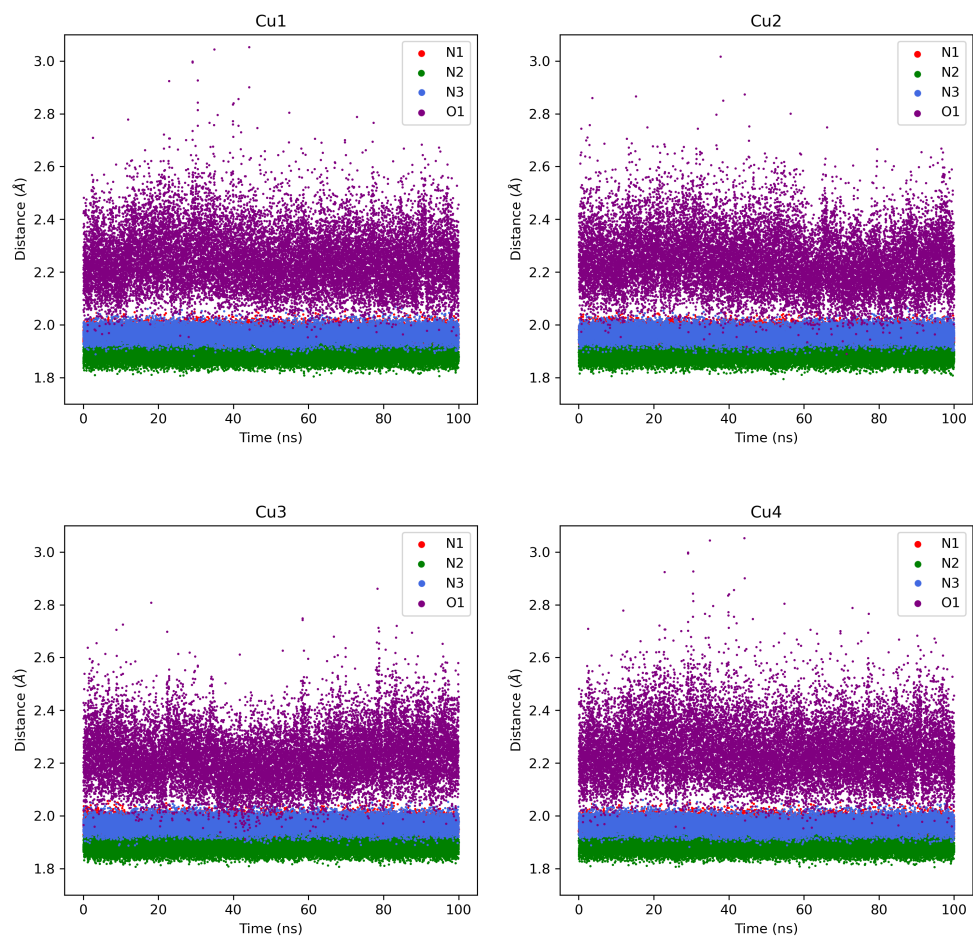 Cu1
3.0
2.8
2.6
2.4
2.2
2.0
1.8
Distance (Å)
0 20 40 60 80 100
Time (ns)
N1
N2
N3
O1
Cu2
3.0
2.8
2.6
2.4
2.2
2.0
1.8
Distance (Å)
0 20 40 60 80 100
Time (ns)
N1
N2
N3
O1
Cu3
3.0
2.8
2.6
2.4
2.2
2.0
1.8
Distance (Å)
0 20 40 60 80 100
Time (ns)
N1
N2
N3
O1
Cu4
3.0
2.8
2.6
2.4
2.2
2.0
1.8
Distance (Å)
0 20 40 60 80 100
Time (ns)
N1
N2
N3
O1